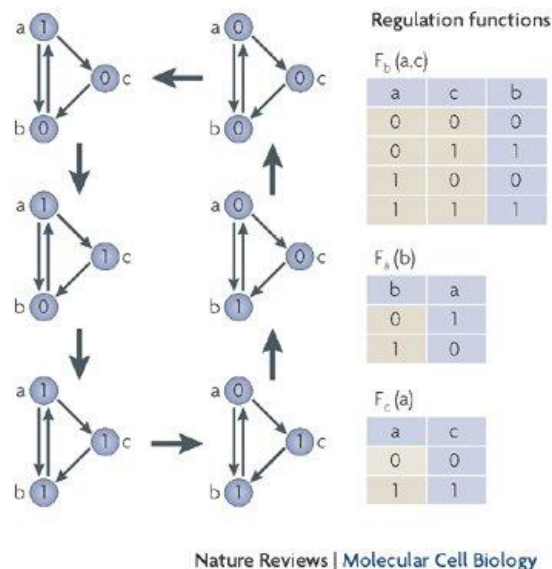 a 1
0 c
b 0
a 0
0 c
b 0
a 1
1 c
b 0
a 0
0 c
b 1
a 1
1 c
b 1
a 0
1 c
b 1
Regulation functions
F_b (a,c)
a c b
0 0 0
0 1 1
1 0 0
1 1 1
F_a (b)
b a
0 1
1 0
F_c (a)
a c
0 0
1 1
Nature Reviews | Molecular Cell Biology